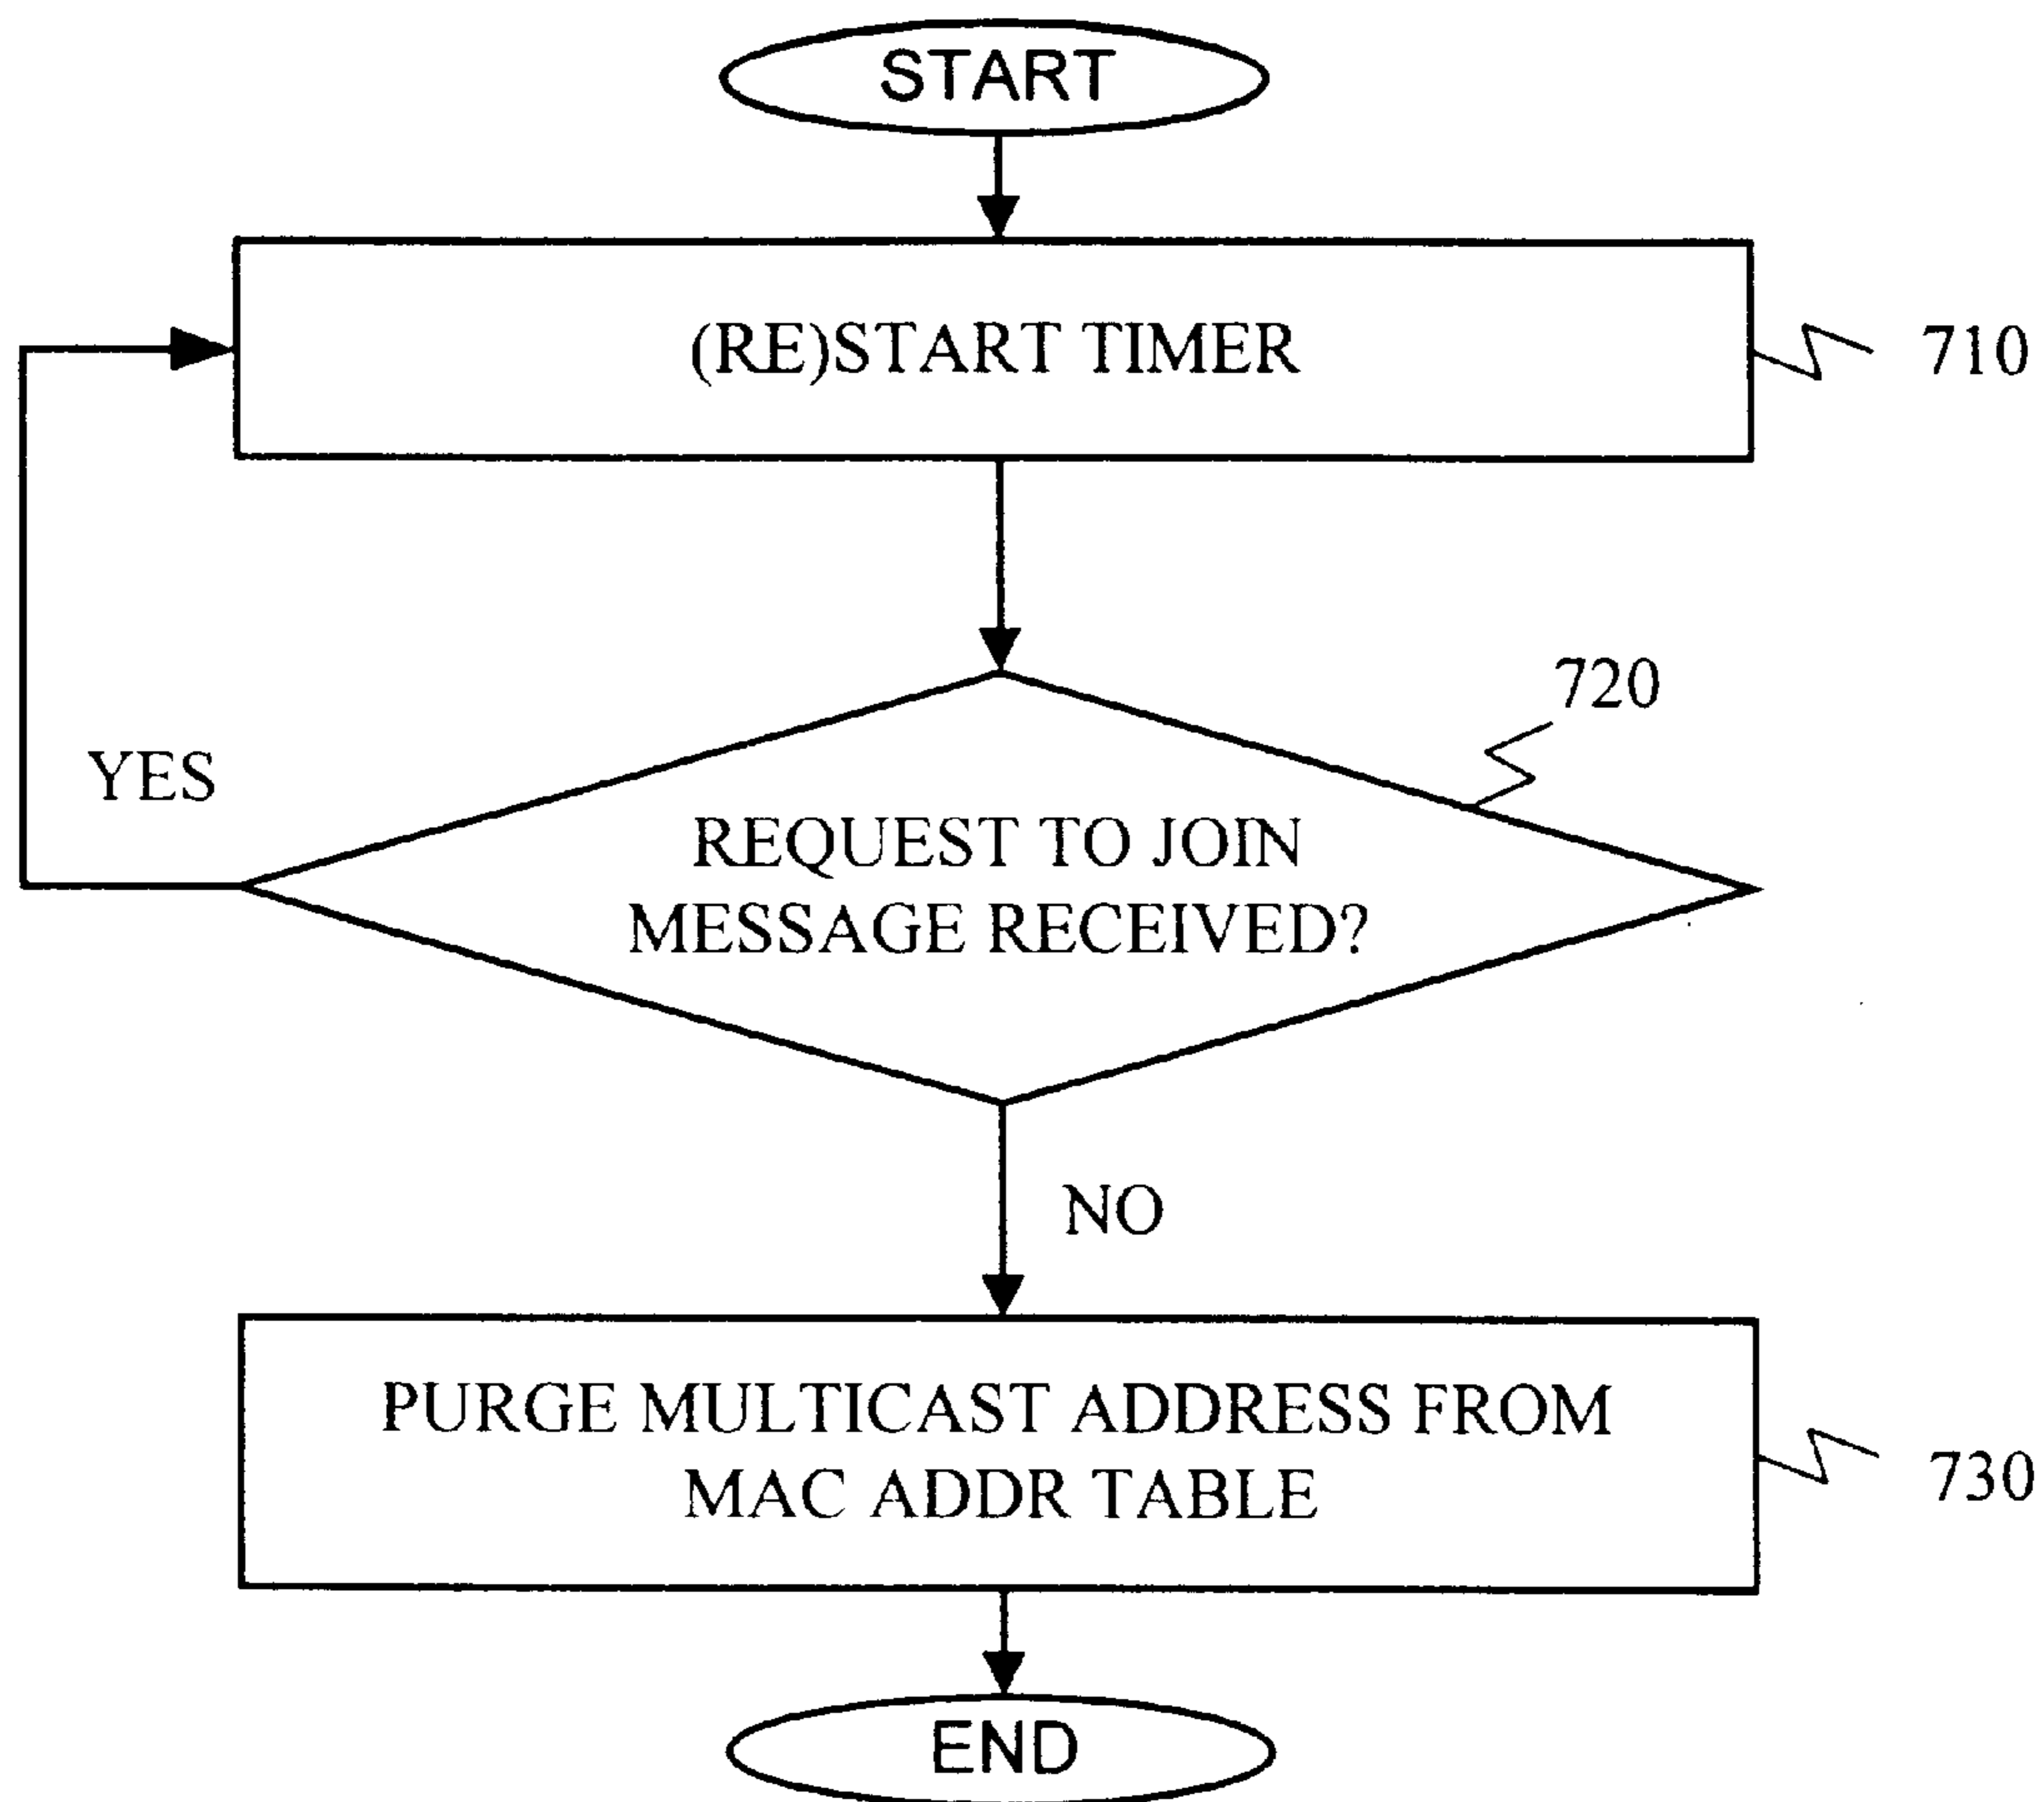 START
(RE)START TIMER
710
720
YES
REQUEST TO JOIN
MESSAGE RECEIVED?
NO
PURGE MULTICAST ADDRESS FROM
MAC ADDR TABLE
730
END